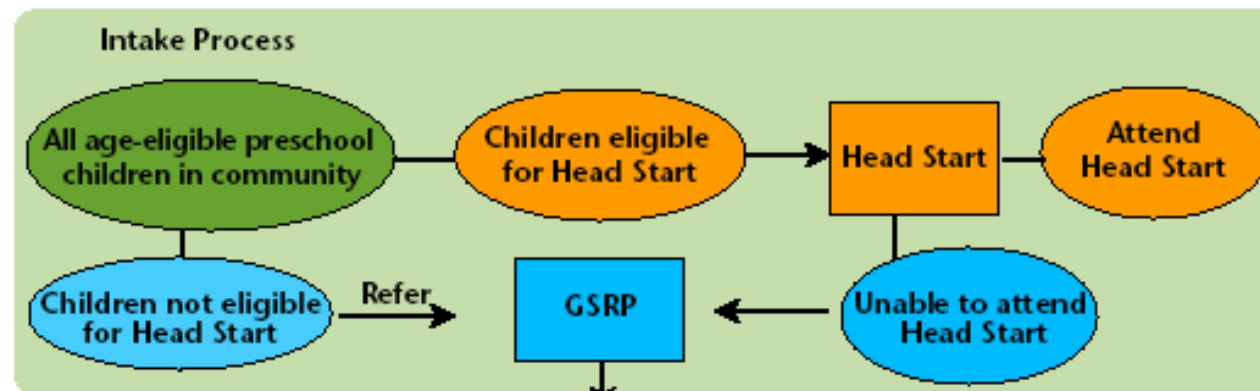 Intake Process
All age-eligible preschool
children in community
Children eligible
for Head Start
Head Start
Attend
Head Start
Children not eligible
for Head Start
Refer
GSRP
Unable to attend
Head Start